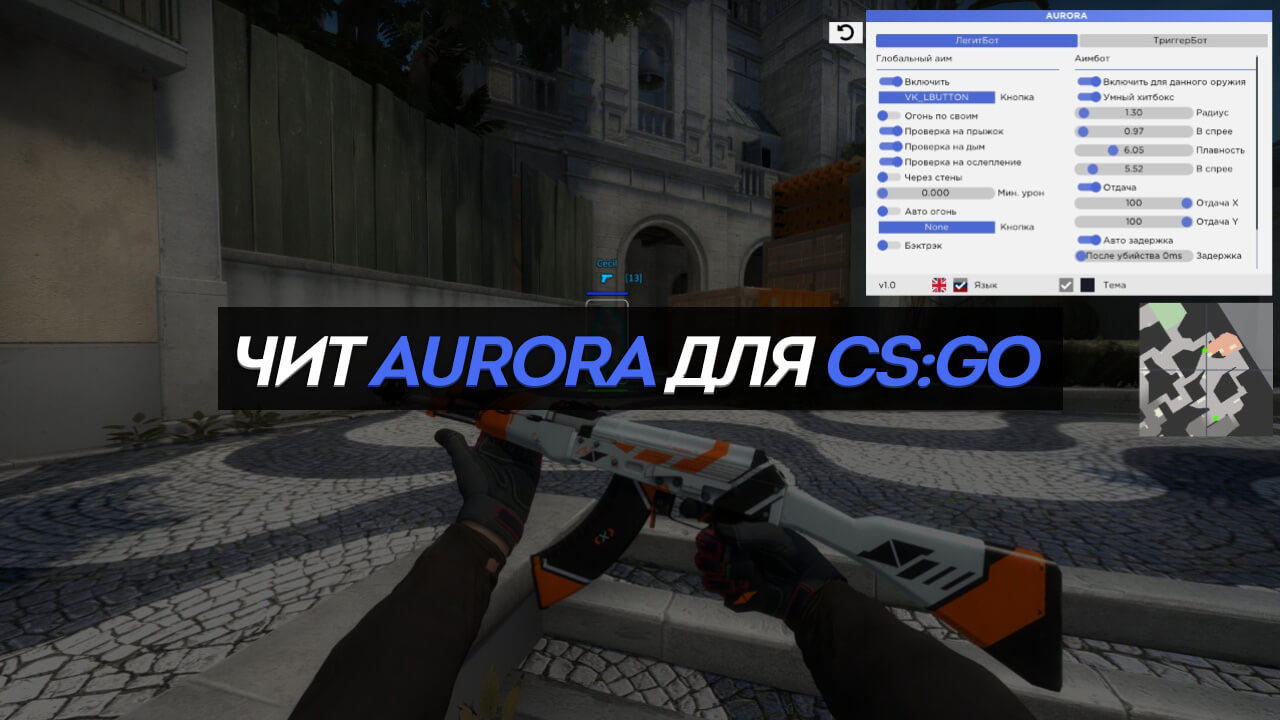 AURORA
ЛегитБот
ТриггерБот
Глобальный аим
Включить
VK_LBUTTON Кнопка
Огонь по своим
Проверка на прыжок
Проверка на дым
Проверка на ослепление
Через стены
0.000 Мин. урон
Авто огонь
None Кнопка
Бэктрэк
Аимбот
Включить для данного оружия
Умный хитбокс
1.30 Радиус
0.97 В спрее
6.05 Плавность
5.52 В спрее
Отдача
100 Отдача X
100 Отдача Y
Авто задержка
После убийства 0ms Задержка
v1.0 Язык Тема
Cecil
[13]
ЧИТ AURORA ДЛЯ CS:GO